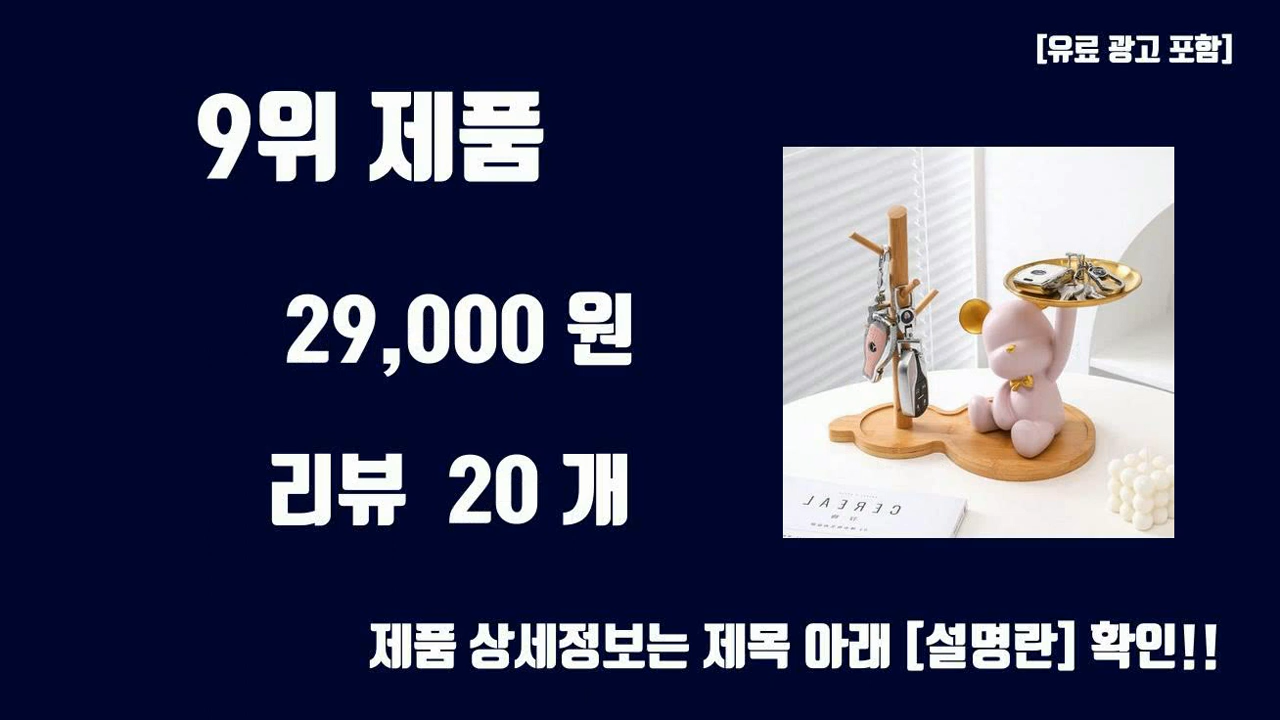 [유료 광고 포함]
9위 제품
29,000 원
리뷰 20 개
CEREAL
제품 상세정보는 제목 아래 [설명란] 확인!!